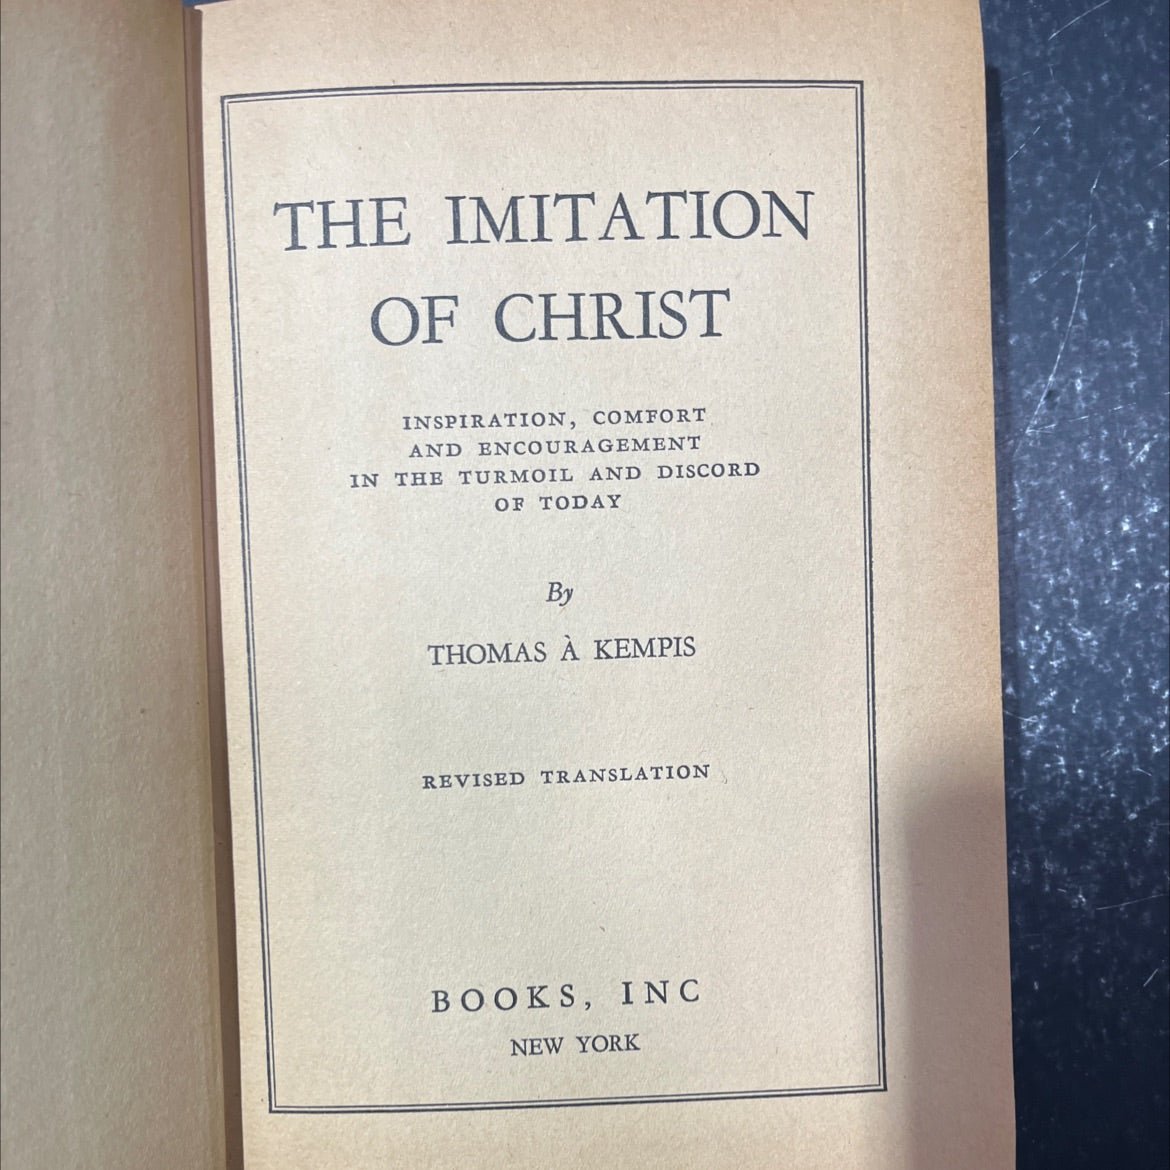 THE IMITATION
OF CHRIST
INSPIRATION, COMFORT
AND ENCOURAGEMENT
IN THE TURMOIL AND DISCORD
OF TODAY
By
THOMAS À KEMPIS
REVISED TRANSLATION
BOOKS, INC
NEW YORK